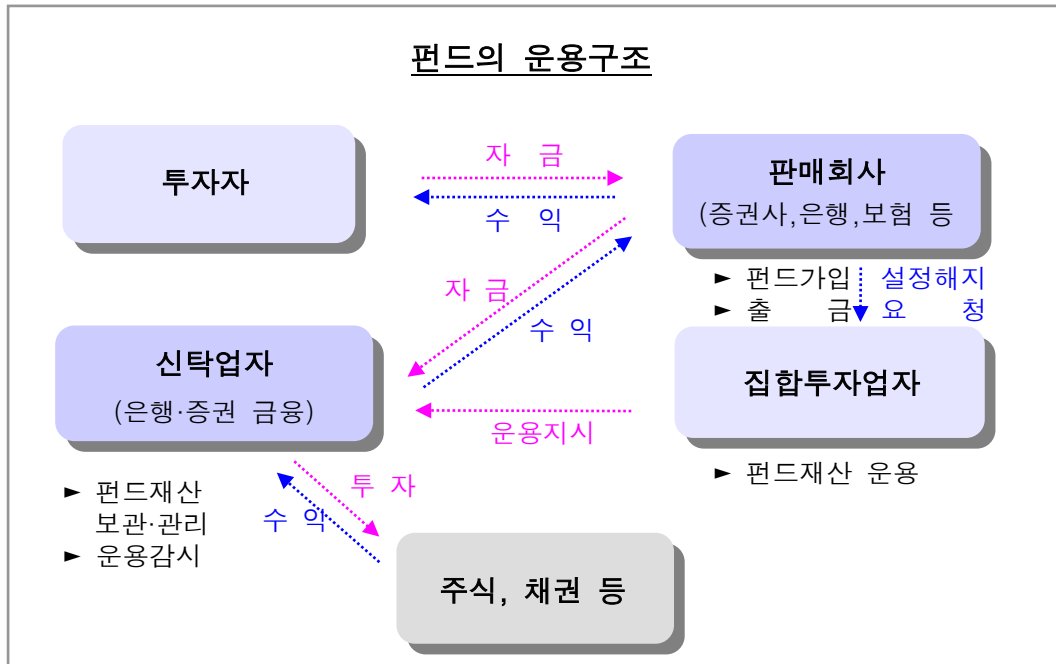 펀드의 운용구조
투자자
자 금
수 익
판매회사
(증권사,은행,보험 등
► 펀드가입
► 출 금
설정해지
요 청
자 금
수 익
신탁업자
(은행·증권 금융)
집합투자업자
운용지시
► 펀드재산 운용
► 펀드재산
보관·관리
► 운용감시
투 자
수 익
주식, 채권 등